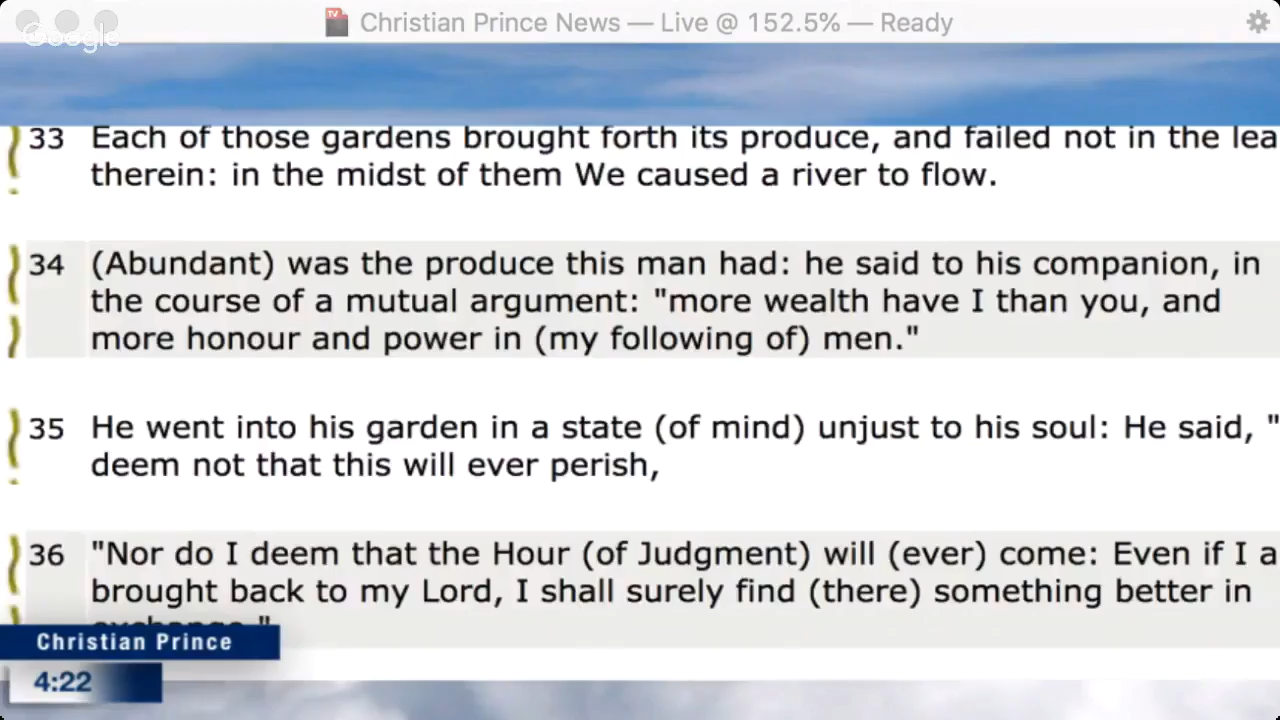 Christian Prince News — Live @ 152.5% — Ready
Google
33 Each of those gardens brought forth its produce, and failed not in the
therein: in the midst of them We caused a river to flow.
34 (Abundant) was the produce this man had: he said to his companion, in
the course of a mutual argument: "more wealth have I than you, and
more honour and power in (my following of) men."
35 He went into his garden in a state (of mind) unjust to his soul: He said, "
deem not that this will ever perish,
36 "Nor do I deem that the Hour (of Judgment) will (ever) come: Even if I
brought back to my Lord, I shall surely find (there) something better in
Christian Prince
4:22